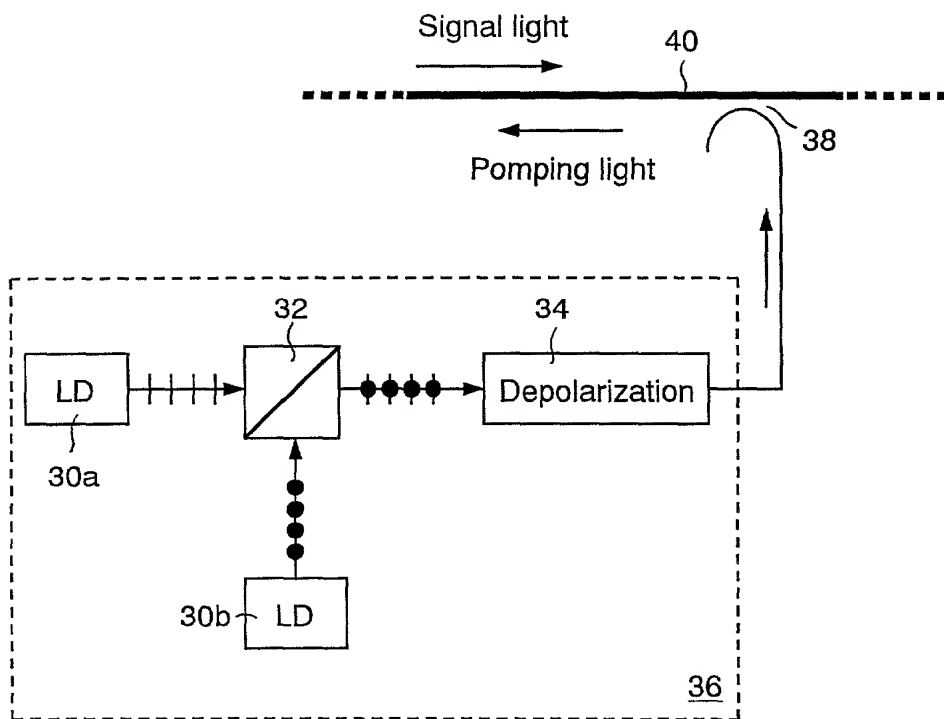 Signal light
40
38
Pomping light
32
34
LD
Depolarization
30a
30b
LD
36